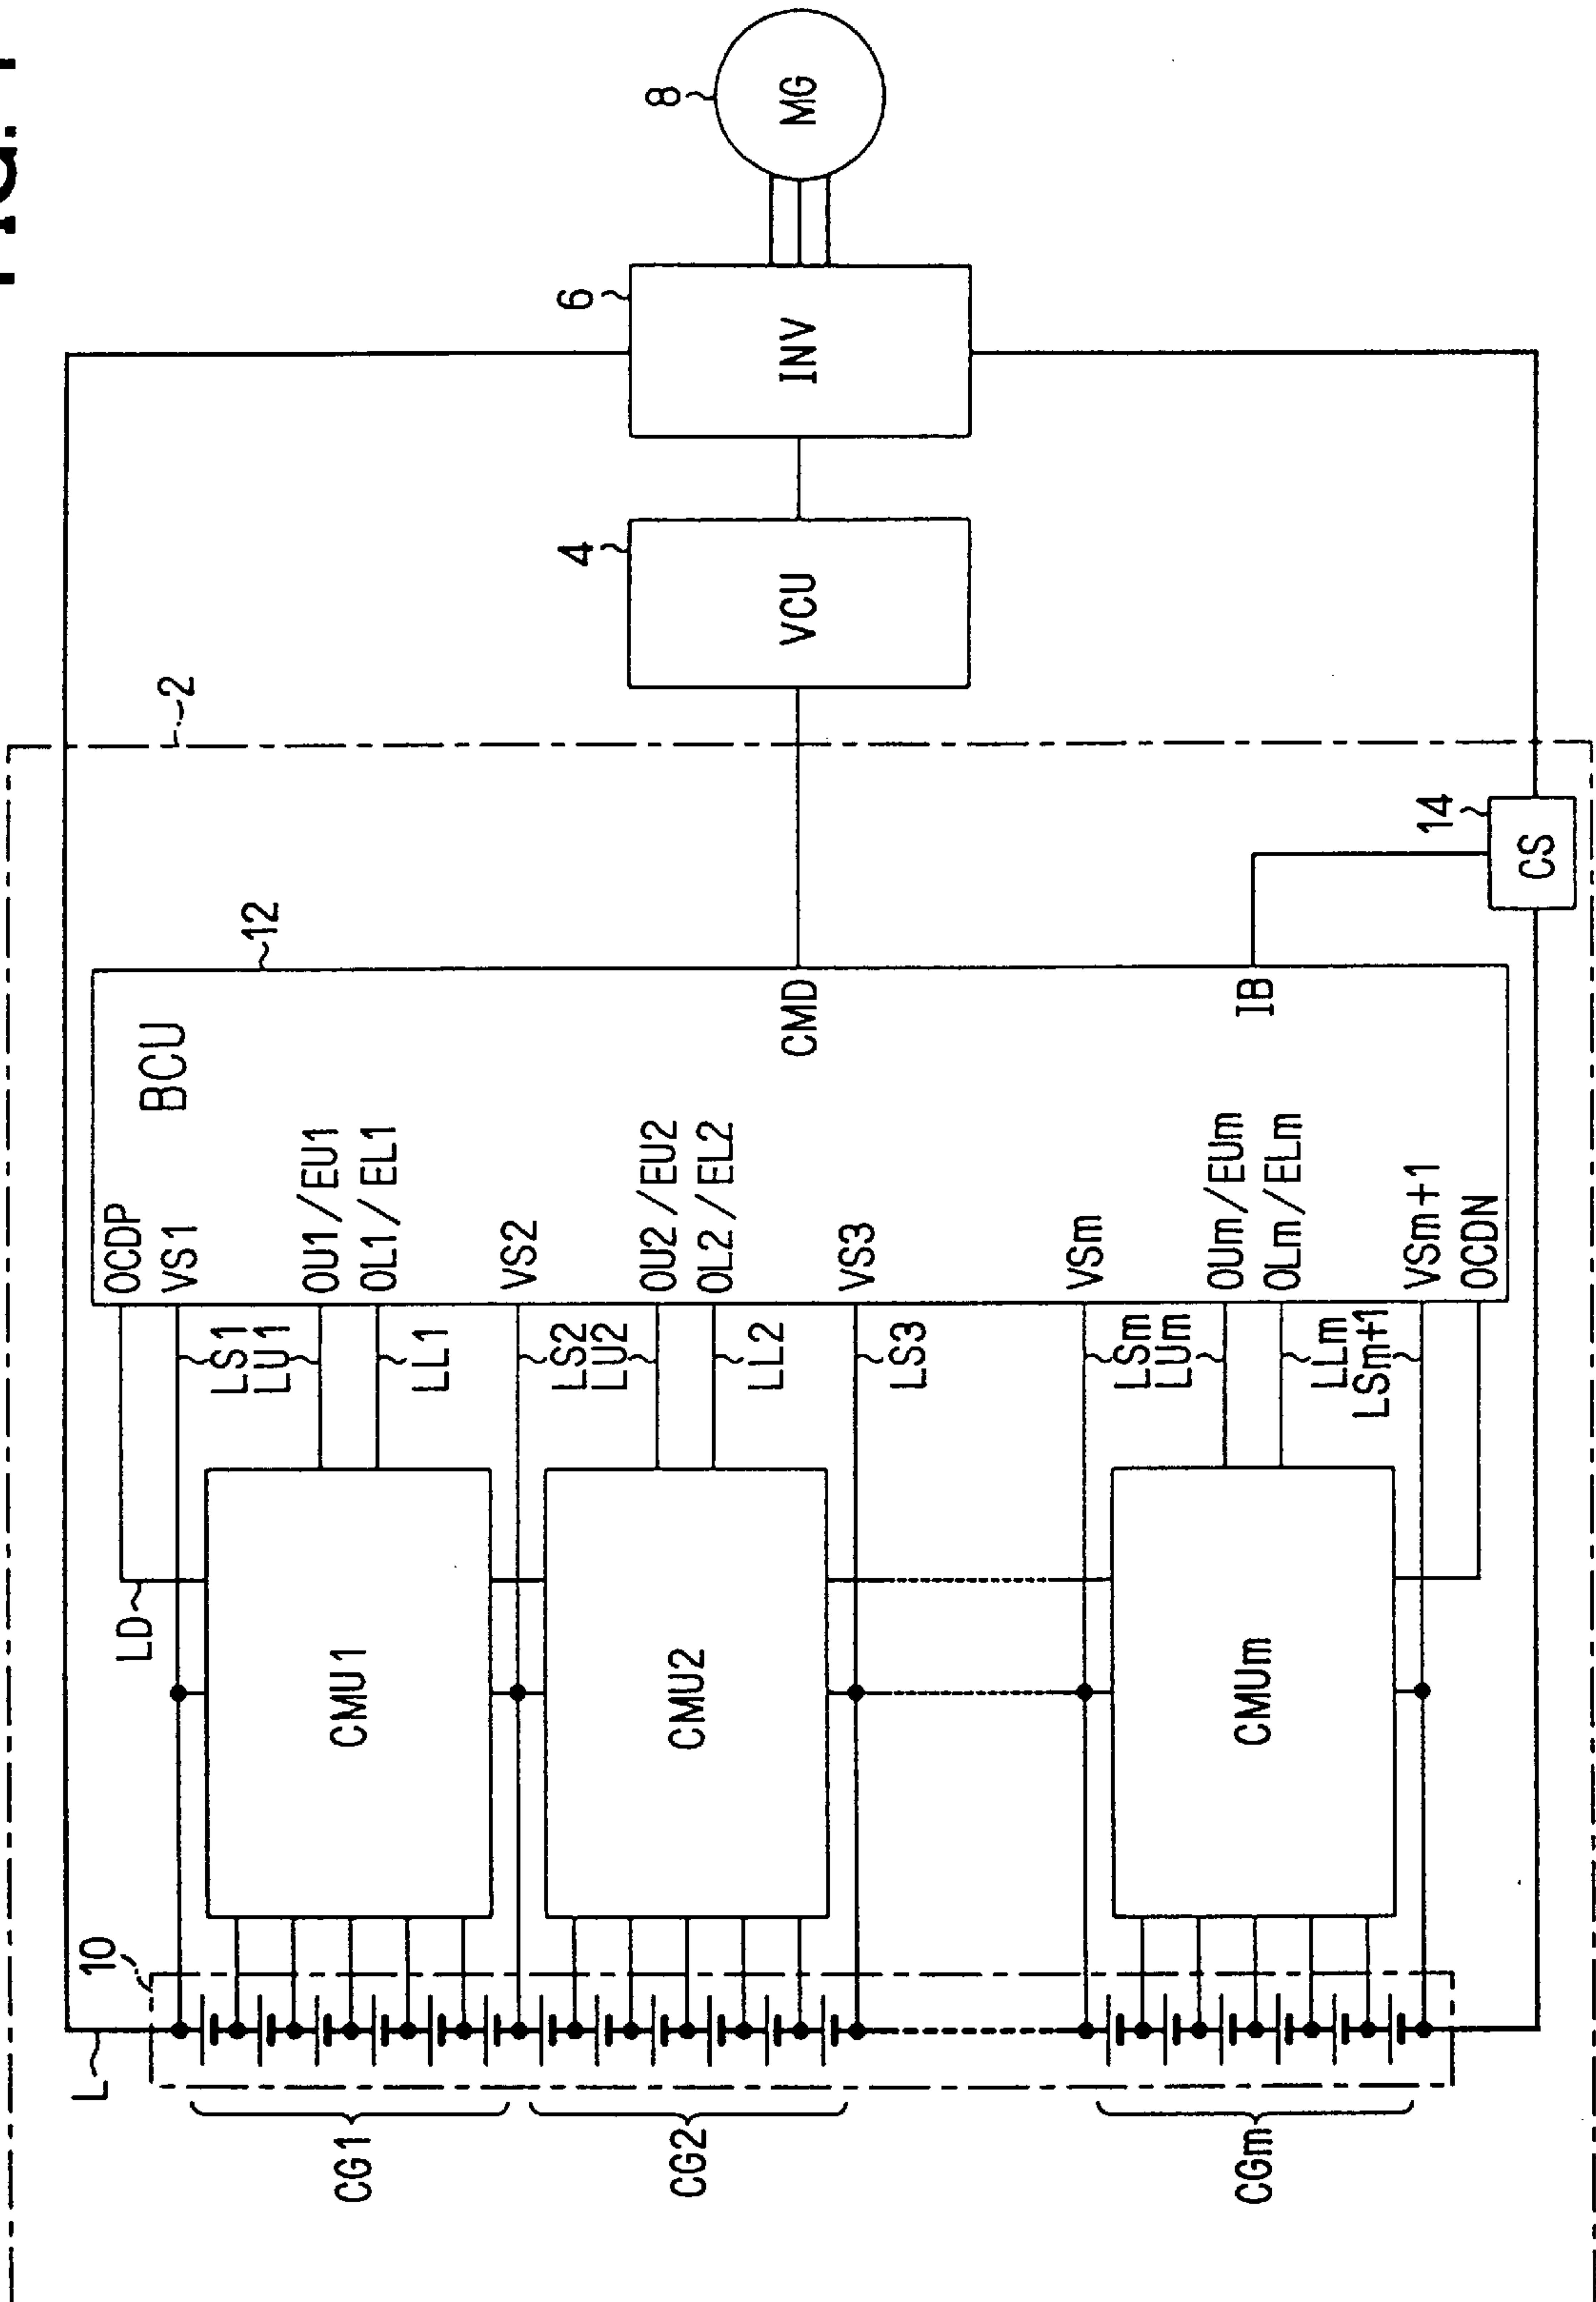 FIG. 1
8
MG
6
INV
4
VCU
2
14
CS
12
BCU
CMD
IB
OCDP
VS1
OU1/EU1
OL1/EL1
VS2
OU2/EU2
OL2/EL2
VS3
VSm
OUm/EUm
OLm/ELm
VSm+1
OCDN
LS1
LU1
LL1
LS2
LU2
LL2
LS3
LSm
LUm
LLm
LSm+1
LD
CMU1
CMU2
CMUm
10
L
CG1
CG2
CGm